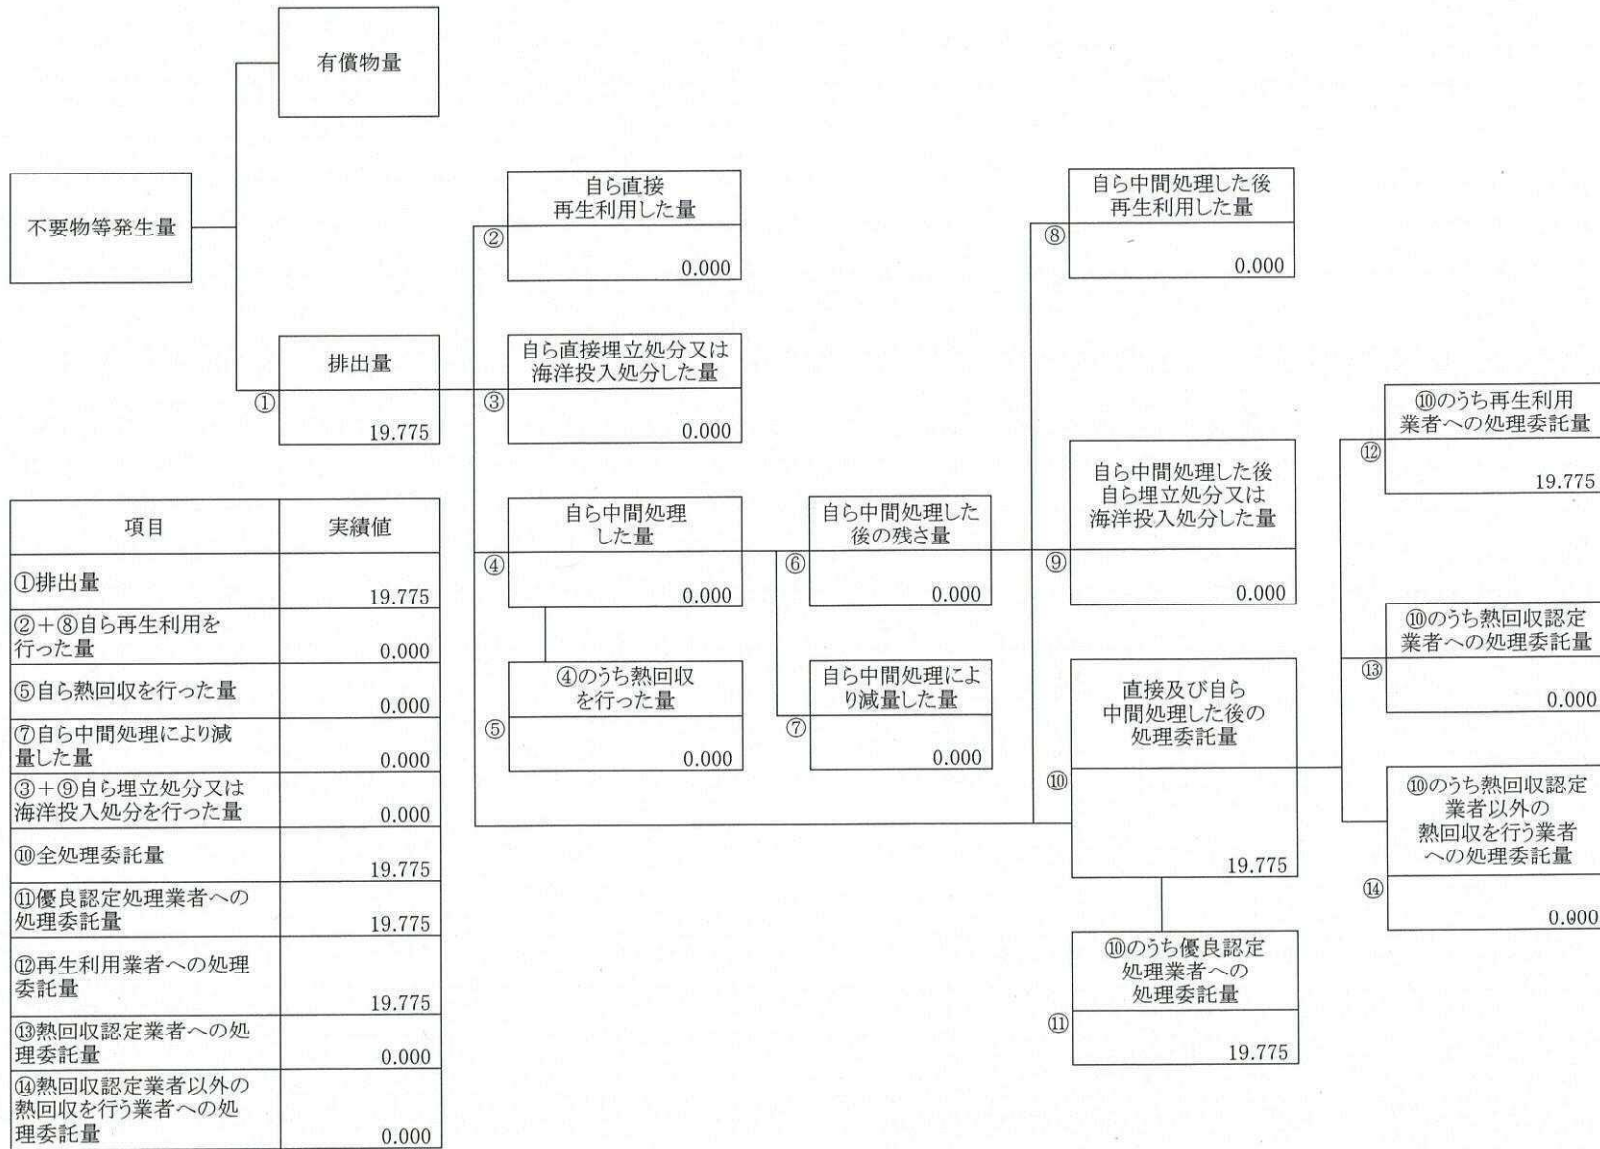 有償物量
不要物等発生量
排出量
①
19.775
自ら直接
再生利用した量
②
0.000
自ら直接埋立処分又は
海洋投入処分した量
③
0.000
自ら中間処理
した量
④
0.000
④のうち熱回収
を行った量
⑤
0.000
自ら中間処理した
後の残さ量
⑥
0.000
自ら中間処理によ
り減量した量
⑦
0.000
自ら中間処理した後
再生利用した量
⑧
0.000
自ら中間処理した後
自ら埋立処分又は
海洋投入処分した量
⑨
0.000
直接及び自ら
中間処理した後の
処理委託量
⑩
19.775
⑩のうち優良認定
処理業者への
処理委託量
⑪
19.775
⑩のうち再生利用
業者への処理委託量
⑫
19.775
⑩のうち熱回収認定
業者への処理委託量
⑬
0.000
⑩のうち熱回収認定
業者以外の
熱回収を行う業者
への処理委託量
⑭
0.000
項目 実績値
①排出量 19.775
②＋⑧自ら再生利用を
行った量 0.000
⑤自ら熱回収を行った量 0.000
⑦自ら中間処理により減
量した量 0.000
③＋⑨自ら埋立処分又は
海洋投入処分を行った量 0.000
⑩全処理委託量 19.775
⑪優良認定処理業者への
処理委託量 19.775
⑫再生利用業者への処理
委託量 19.775
⑬熱回収認定業者への処
理委託量 0.000
⑭熱回収認定業者以外の
熱回収を行う業者への処
理委託量 0.000